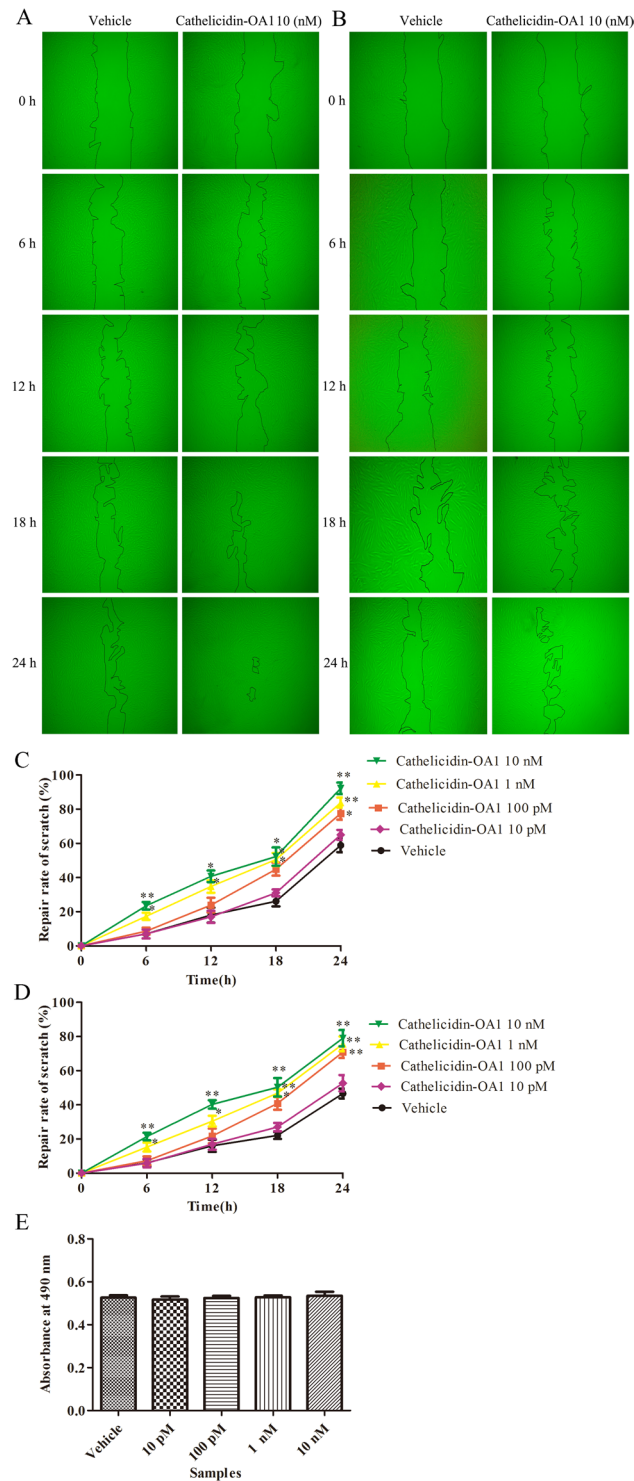 A
Vehicle
Cathelicidin-OA1 10 (nM)
B
Vehicle
Cathelicidin-OA1 10 (nM)
0 h
0 h
6 h
6 h
12 h
12 h
18 h
18 h
24 h
24 h
C
Repair rate of scratch (%)
100
80
60
40
20
0
** * * * * * * ** ** *
0 6 12 18 24
Time(h)
Cathelicidin-OA1 10 nM
Cathelicidin-OA1 1 nM
Cathelicidin-OA1 100 pM
Cathelicidin-OA1 10 pM
Vehicle
D
Repair rate of scratch (%)
100
80
60
40
20
0
** * ** * ** ** * ** ** **
0 6 12 18 24
Time(h)
Cathelicidin-OA1 10 nM
Cathelicidin-OA1 1 nM
Cathelicidin-OA1 100 pM
Cathelicidin-OA1 10 pM
Vehicle
E
Absorbance at 490 nm
0.8
0.6
0.4
0.2
0.0
Vehicle 10 pM 100 pM 1 nM 10 nM
Samples